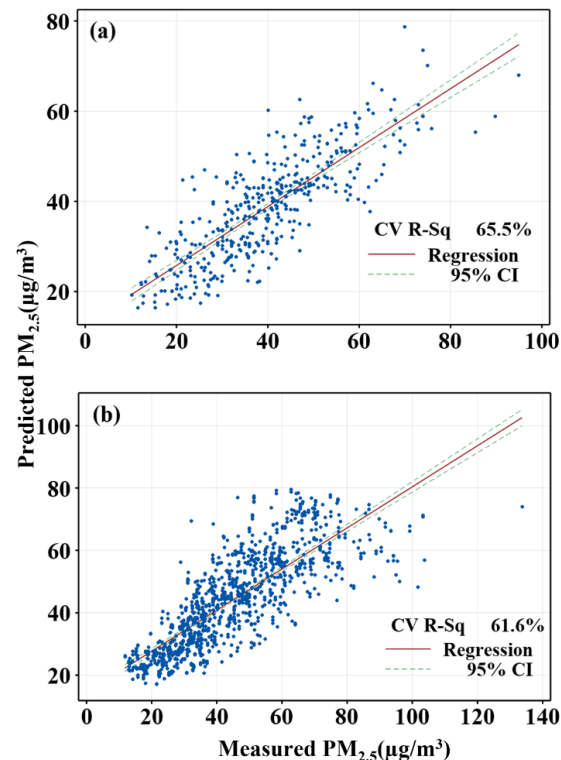 (a)
80
60
40
20
CV R-Sq 65.5%
Regression
95% CI
0 20 40 60 80 100
Predicted PM2.5(μg/m³)
(b)
100
80
60
40
20
CV R-Sq 61.6%
Regression
95% CI
0 20 40 60 80 100 120 140
Measured PM2.5(μg/m³)